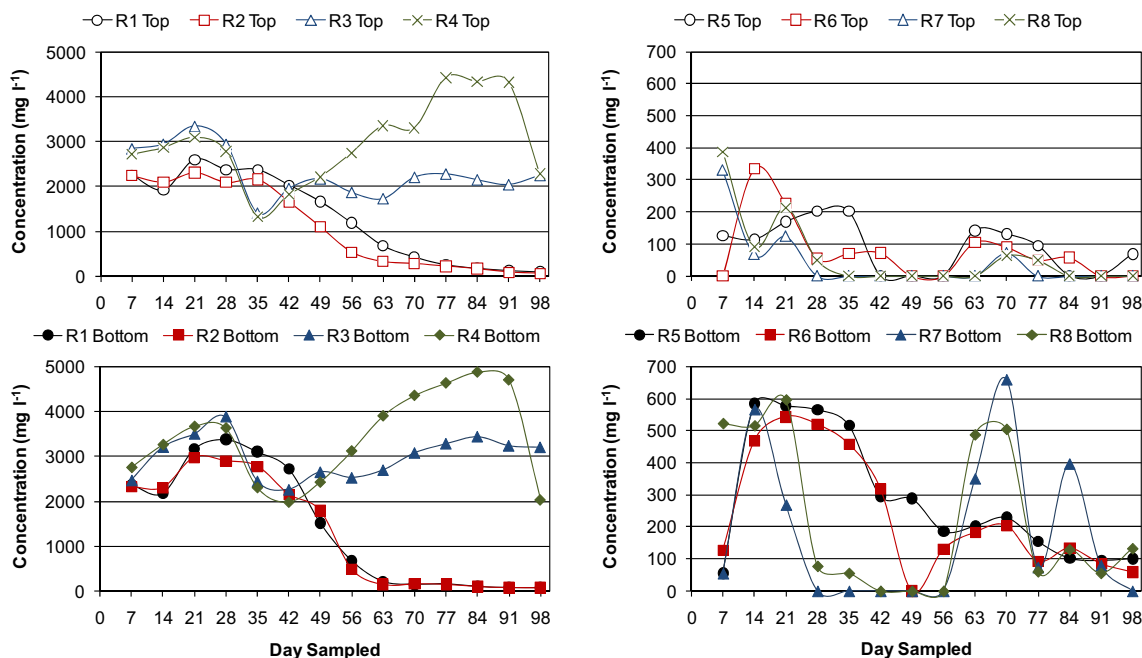 R1 Top R2 Top R3 Top R4 Top
Concentration (mg l-1)
5000
4000
3000
2000
1000
0
0 7 14 21 28 35 42 49 56 63 70 77 84 91 98
R5 Top R6 Top R7 Top R8 Top
Concentration (mg l-1)
700
600
500
400
300
200
100
0
0 7 14 21 28 35 42 49 56 63 70 77 84 91 98
R1 Bottom R2 Bottom R3 Bottom R4 Bottom
Concentration (mg l-1)
5000
4000
3000
2000
1000
0
0 7 14 21 28 35 42 49 56 63 70 77 84 91 98
Day Sampled
R5 Bottom R6 Bottom R7 Bottom R8 Bottom
Concentration (mg l-1)
700
600
500
400
300
200
100
0
0 7 14 21 28 35 42 49 56 63 70 77 84 91 98
Day Sampled